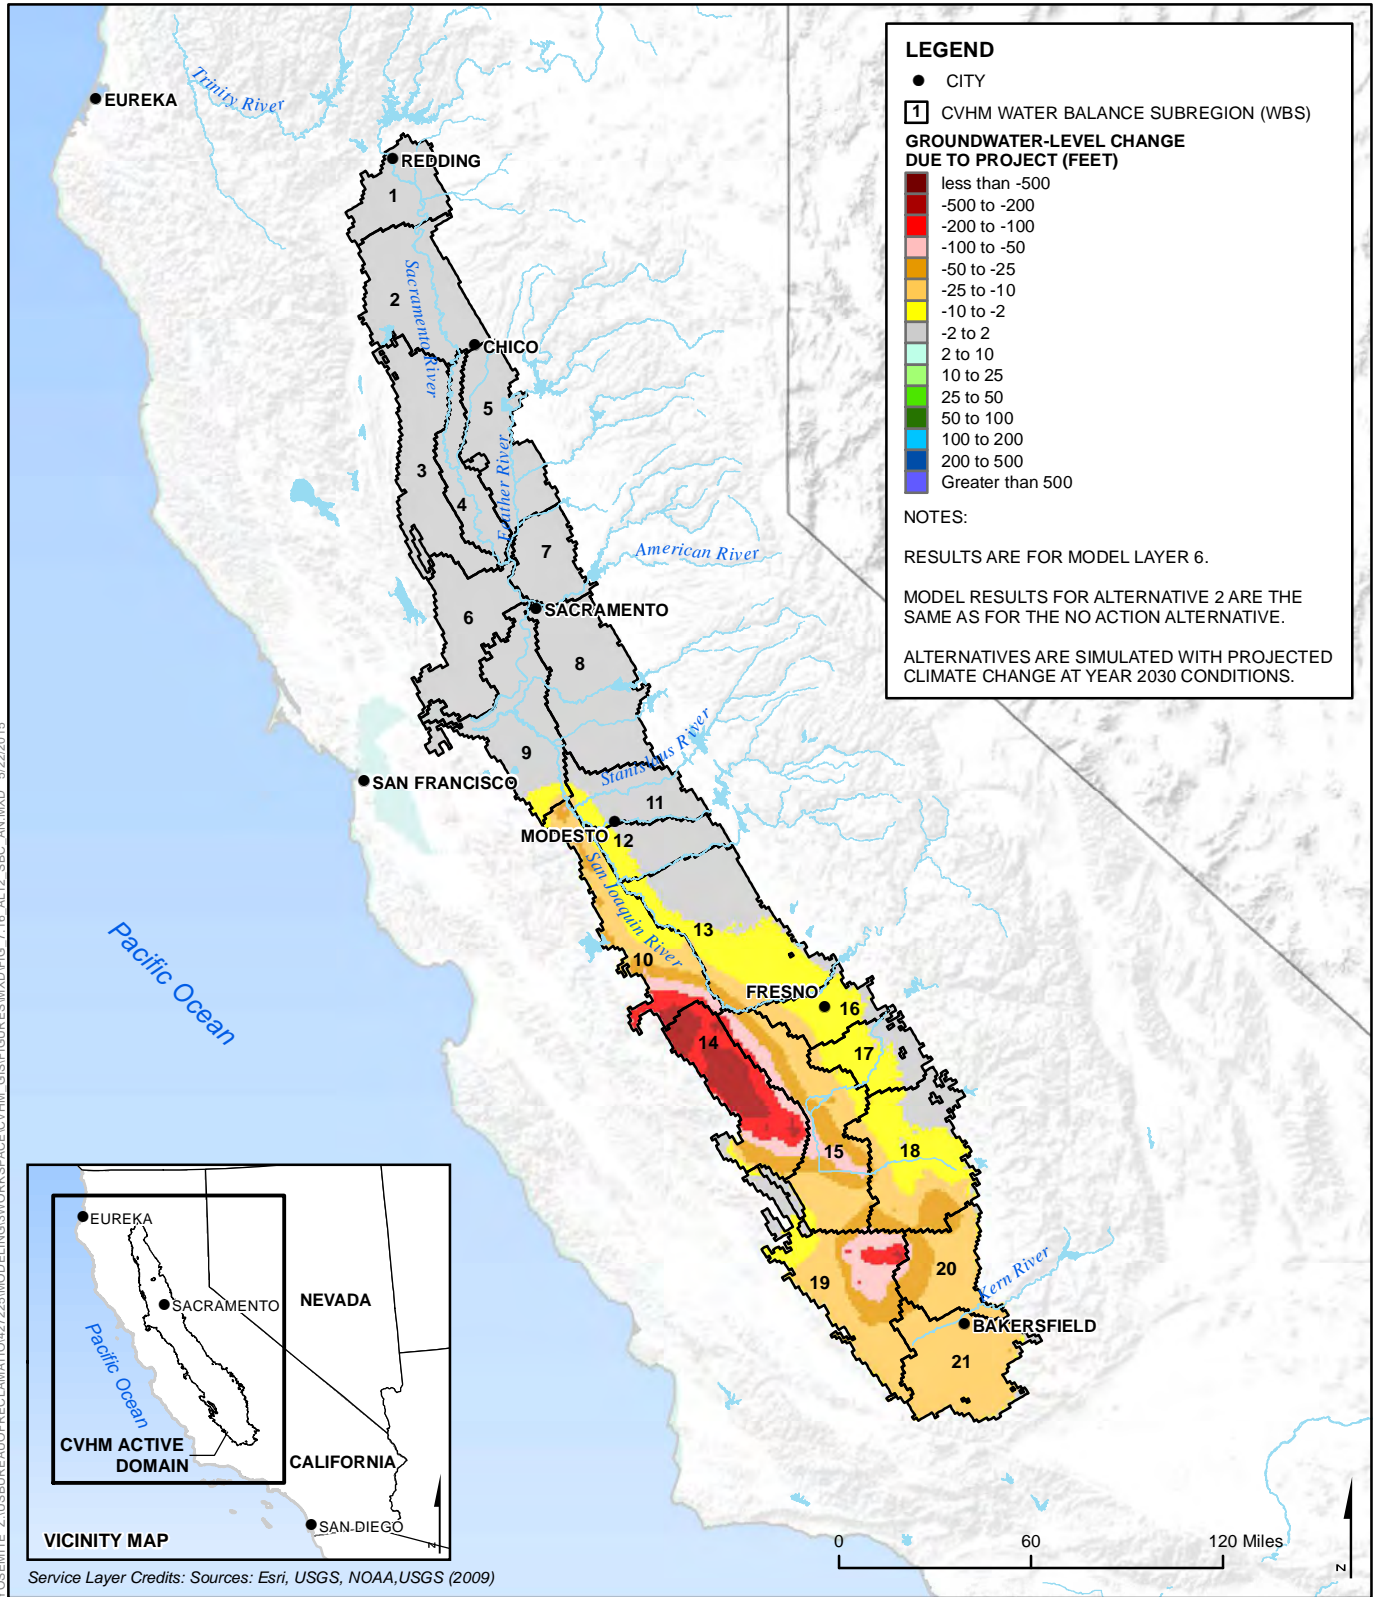 EUREKA
Trinity River
REDDING
1
2
Sacramento River
CHICO
5
3
4
Feather River
7
American River
6
SACRAMENTO
8
9
Stanislaus River
SAN FRANCISCO
11
MODESTO
12
San Joaquin River
13
10
FRESNO
16
14
17
15
18
19
20
Kern River
BAKERSFIELD
21
Pacific Ocean
LEGEND
CITY
1 CVHM WATER BALANCE SUBREGION (WBS)
GROUNDWATER-LEVEL CHANGE
DUE TO PROJECT (FEET)
less than -500
-500 to -200
-200 to -100
-100 to -50
-50 to -25
-25 to -10
-10 to -2
-2 to 2
2 to 10
10 to 25
25 to 50
50 to 100
100 to 200
200 to 500
Greater than 500
NOTES:
RESULTS ARE FOR MODEL LAYER 6.
MODEL RESULTS FOR ALTERNATIVE 2 ARE THE
SAME AS FOR THE NO ACTION ALTERNATIVE.
ALTERNATIVES ARE SIMULATED WITH PROJECTED
CLIMATE CHANGE AT YEAR 2030 CONDITIONS.
EUREKA
SACRAMENTO
NEVADA
Pacific Ocean
CVHM ACTIVE
DOMAIN
CALIFORNIA
SAN DIEGO
N
VICINITY MAP
0 60 120 Miles
N
Service Layer Credits: Sources: Esri, USGS, NOAA,USGS (2009)